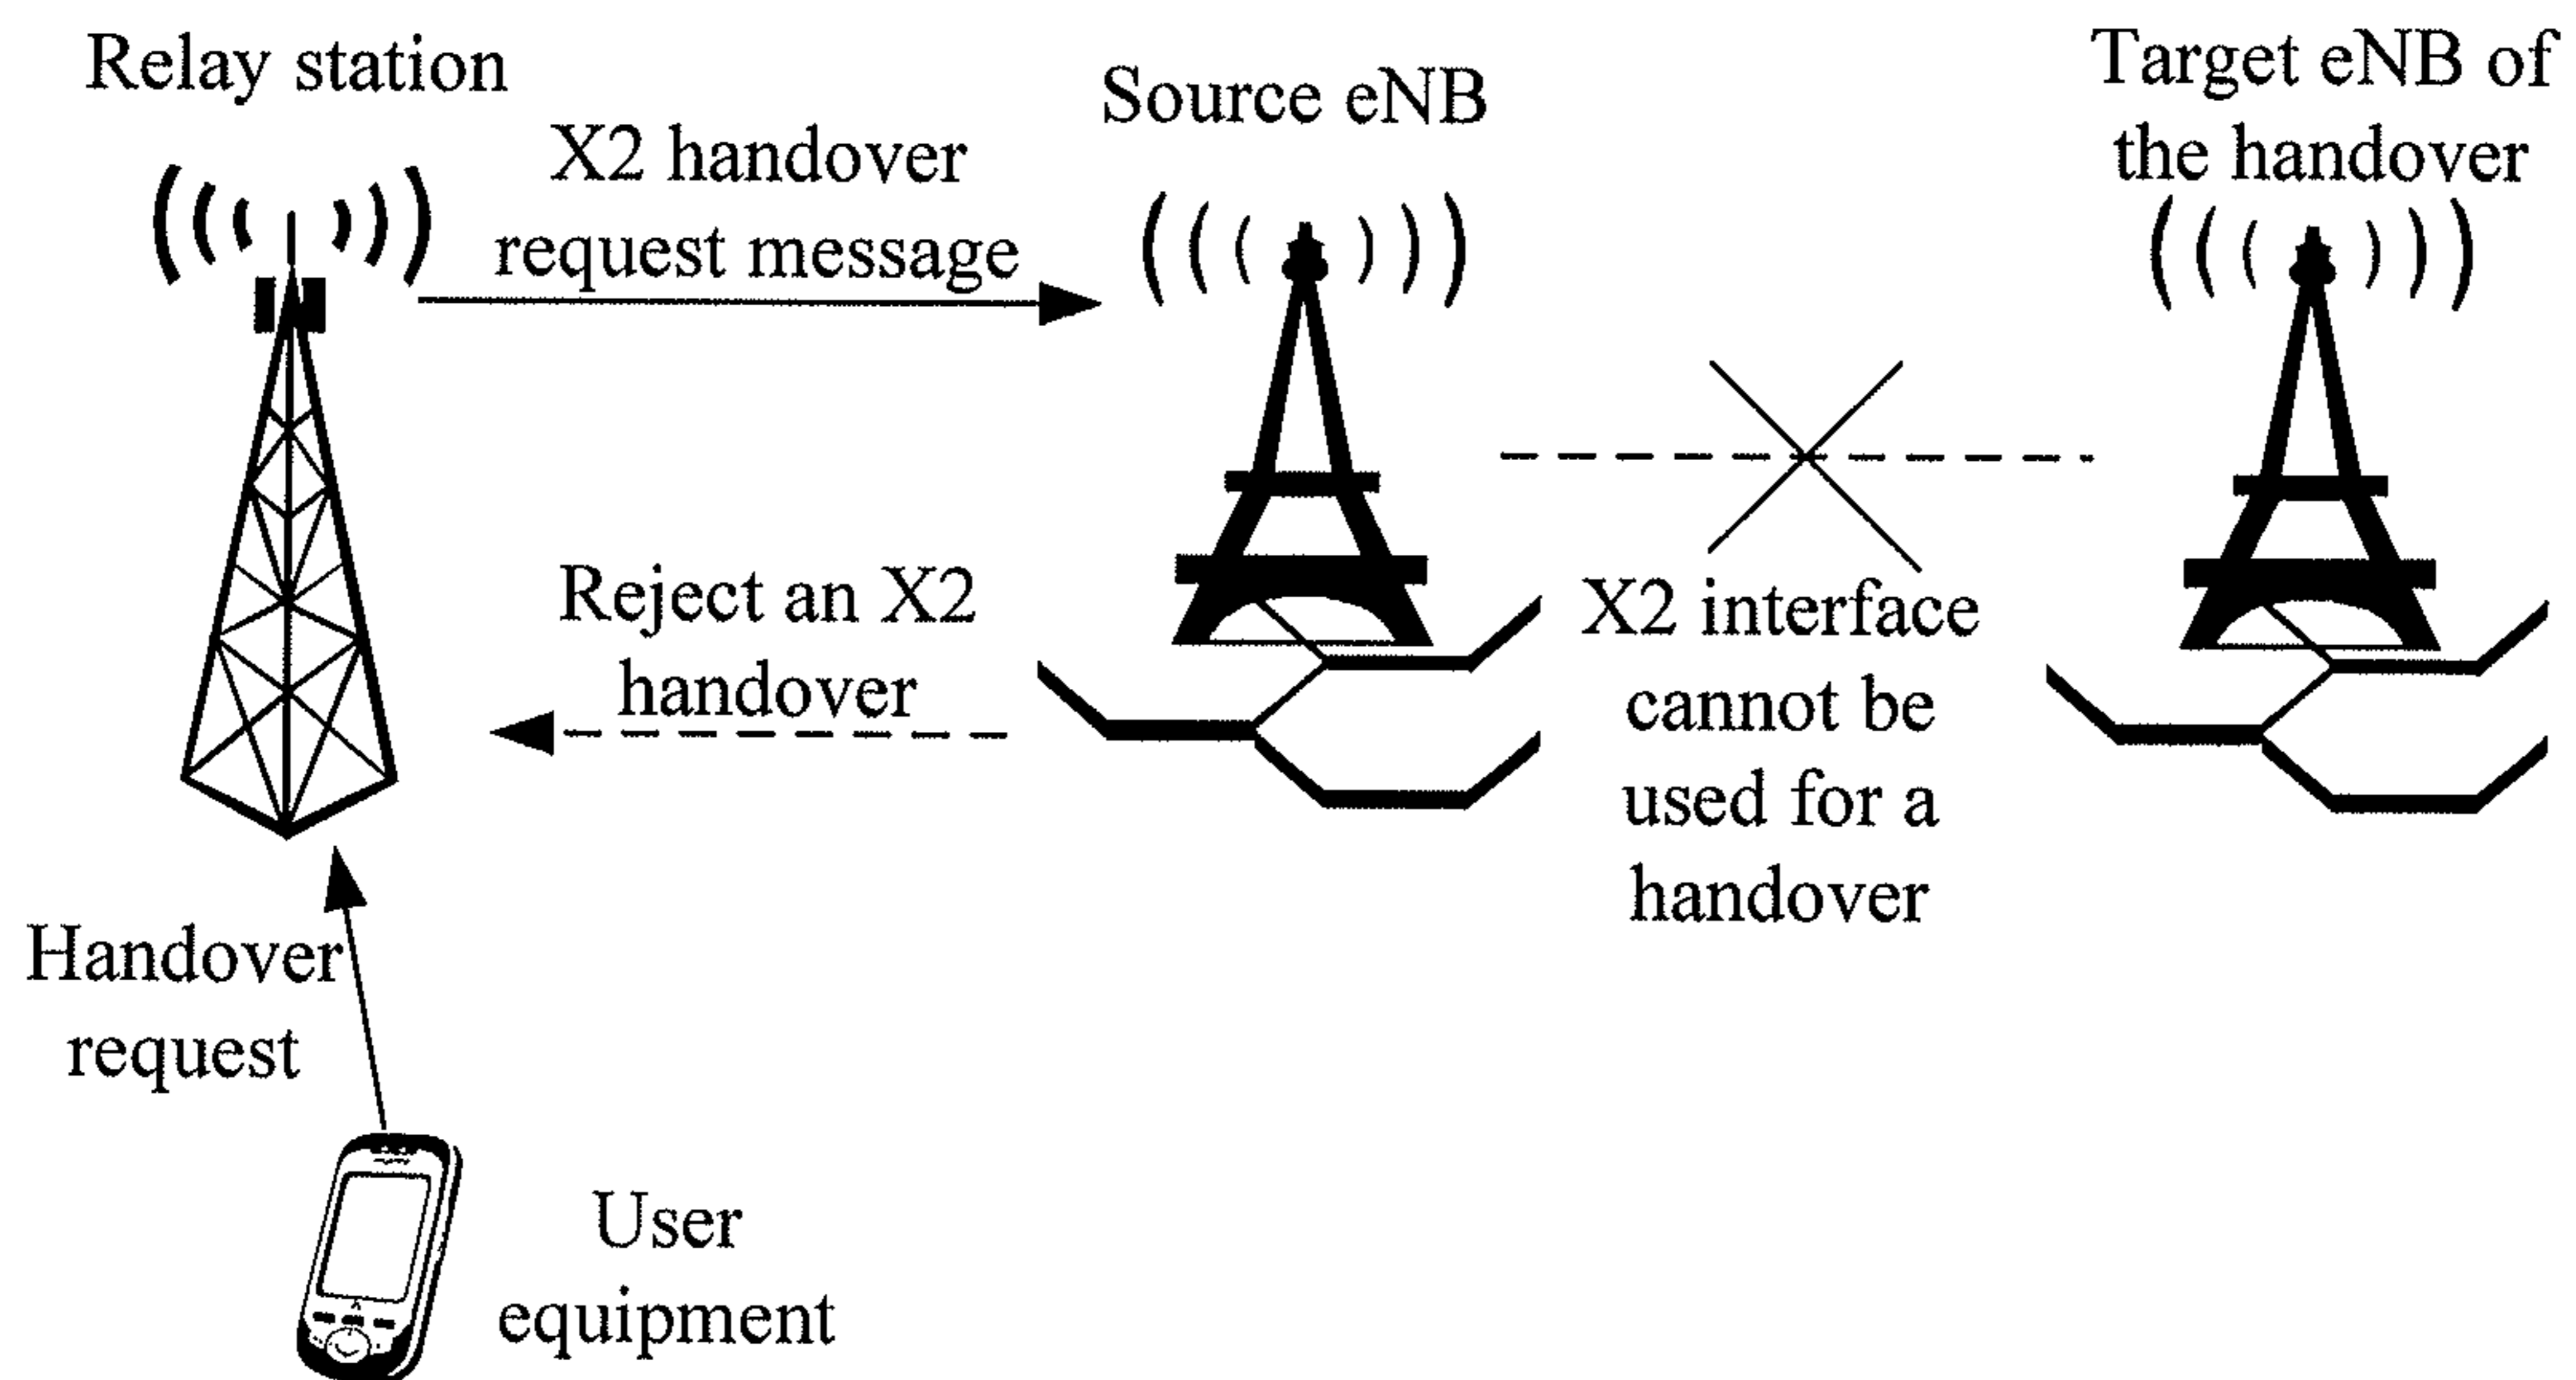 Relay station
X2 handover
request message
Source eNB
Target eNB of
the handover
Reject an X2
handover
X2 interface
cannot be
used for a
handover
Handover
request
User
equipment